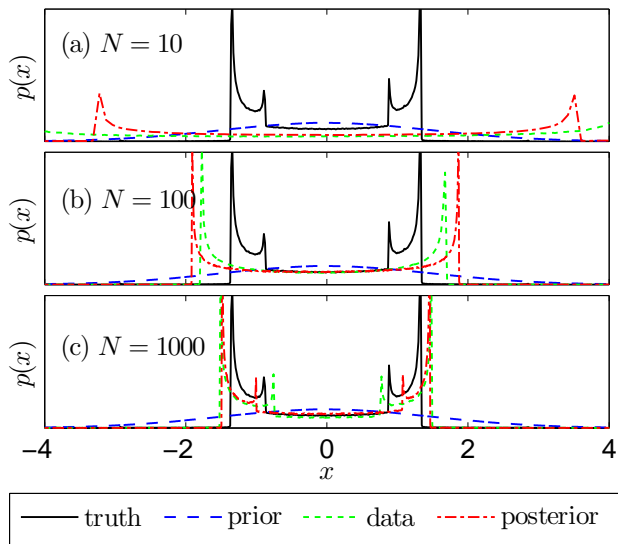 (a) N = 10
p(x)
(b) N = 100
p(x)
(c) N = 1000
p(x)
−4 −2 0 2 4
x
truth prior data posterior